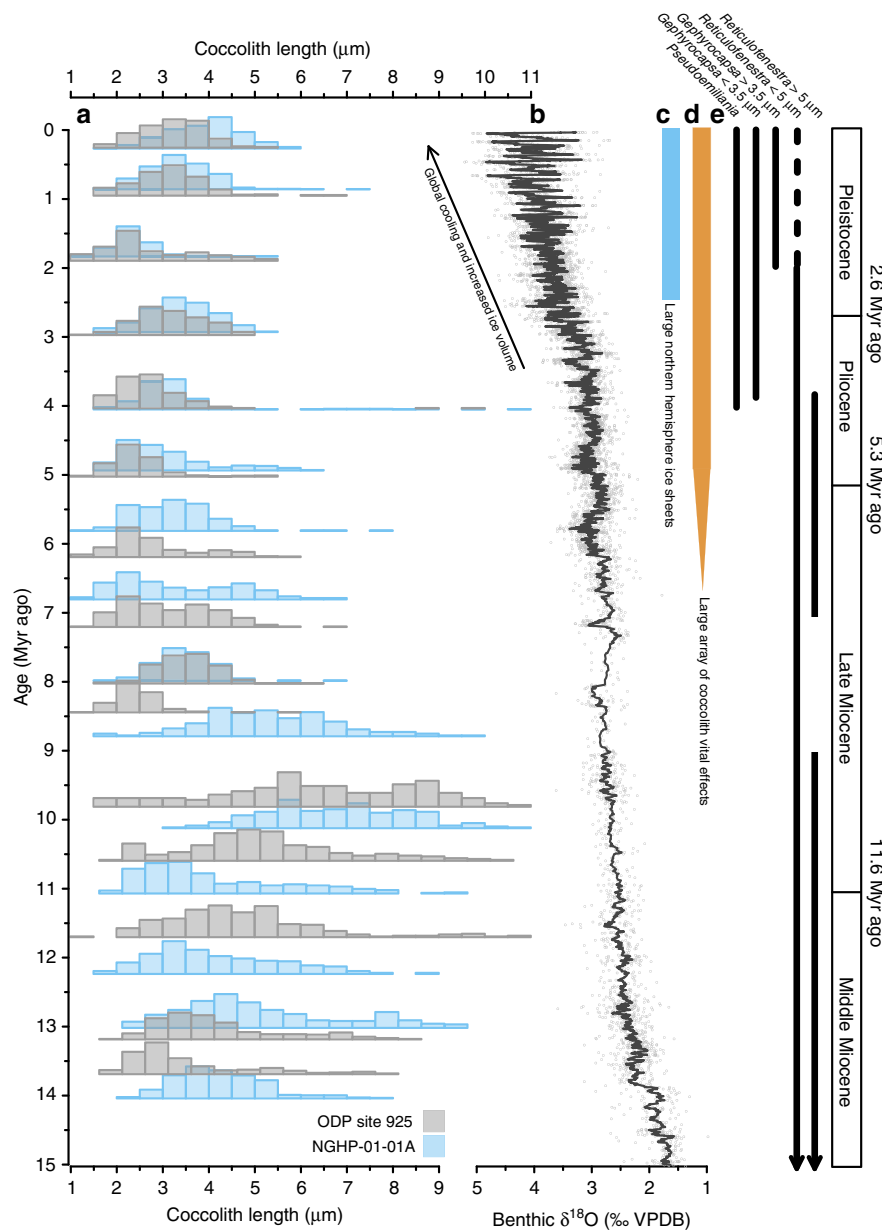 Coccolith length (μm)
1 2 3 4 5 6 7 8 9 10 11
Pseudoemiliania
Gephyrocapsa < 3.5 μm
Gephyrocapsa > 3.5 μm
Reticulofenestra < 5 μm
Reticulofenestra > 5 μm
a
b
c
d
e
Age (Myr ago)
0
1
2
3
4
5
6
7
8
9
10
11
12
13
14
15
Global cooling and increased ice volume
Large northern hemisphere ice sheets
Large array of coccolith vital effects
Pleistocene
Pliocene
Late Miocene
Middle Miocene
2.6 Myr ago
5.3 Myr ago
11.6 Myr ago
ODP site 925
NGHP-01-01A
1 2 3 4 5 6 7 8 9
Coccolith length (μm)
5 4 3 2 1
Benthic δ18O (‰ VPDB)